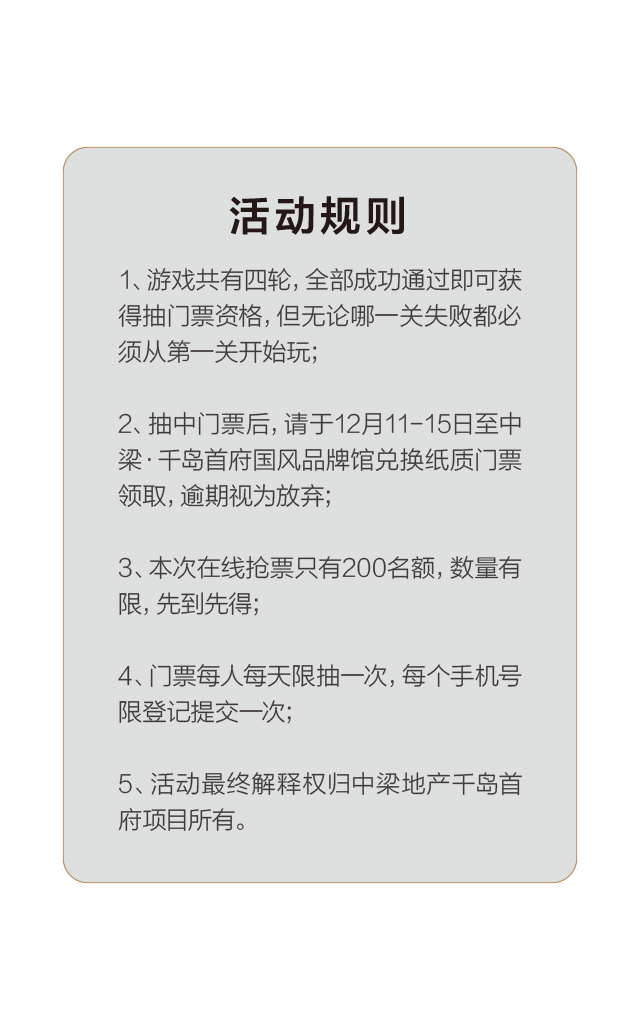 活动规则
1、游戏共有四轮，全部成功通过即可获
得抽门票资格，但无论哪一关失败都必
须从第一关开始玩；
2、抽中门票后，请于12月11-15日至中
梁·千岛首府国风品牌馆兑换纸质门票
领取，逾期视为放弃；
3、本次在线抢票只有200名额，数量有
限，先到先得；
4、门票每人每天限抽一次，每个手机号
限登记提交一次；
5、活动最终解释权归中梁地产千岛首
府项目所有。